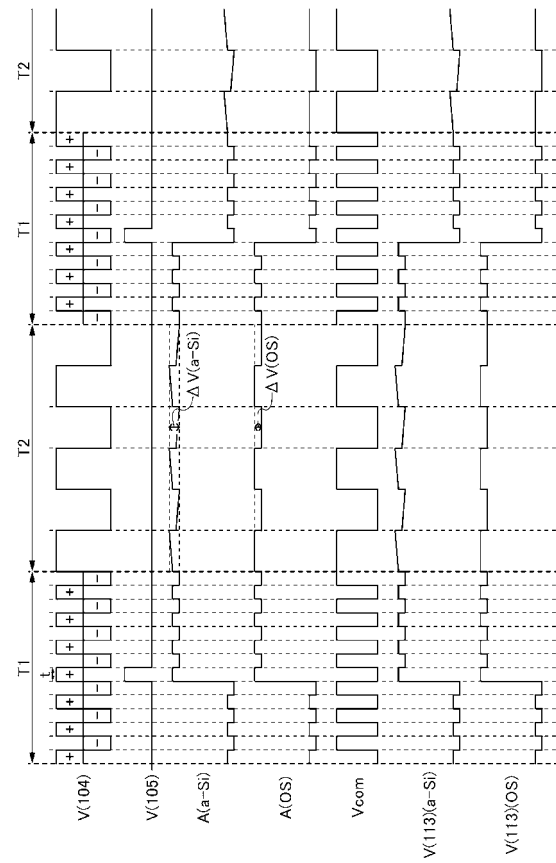 T1 T2 T1 T2
t
V(104) + − + − + − + − + − + − + − − + − + − + − + − + − + − +
V(105)
A(a-Si)
ΔV(a-Si)
A(OS)
ΔV(OS)
Vcom
V(113)(a-Si)
V(113)(OS)